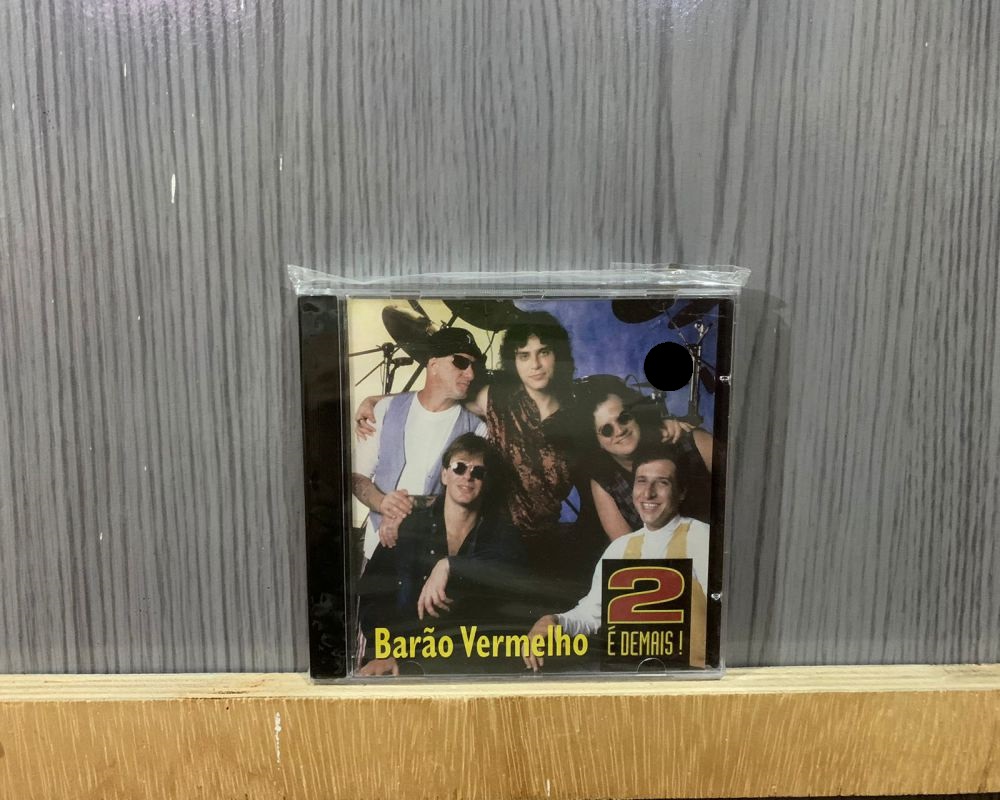 Barão Vermelho
2
É DEMAIS!